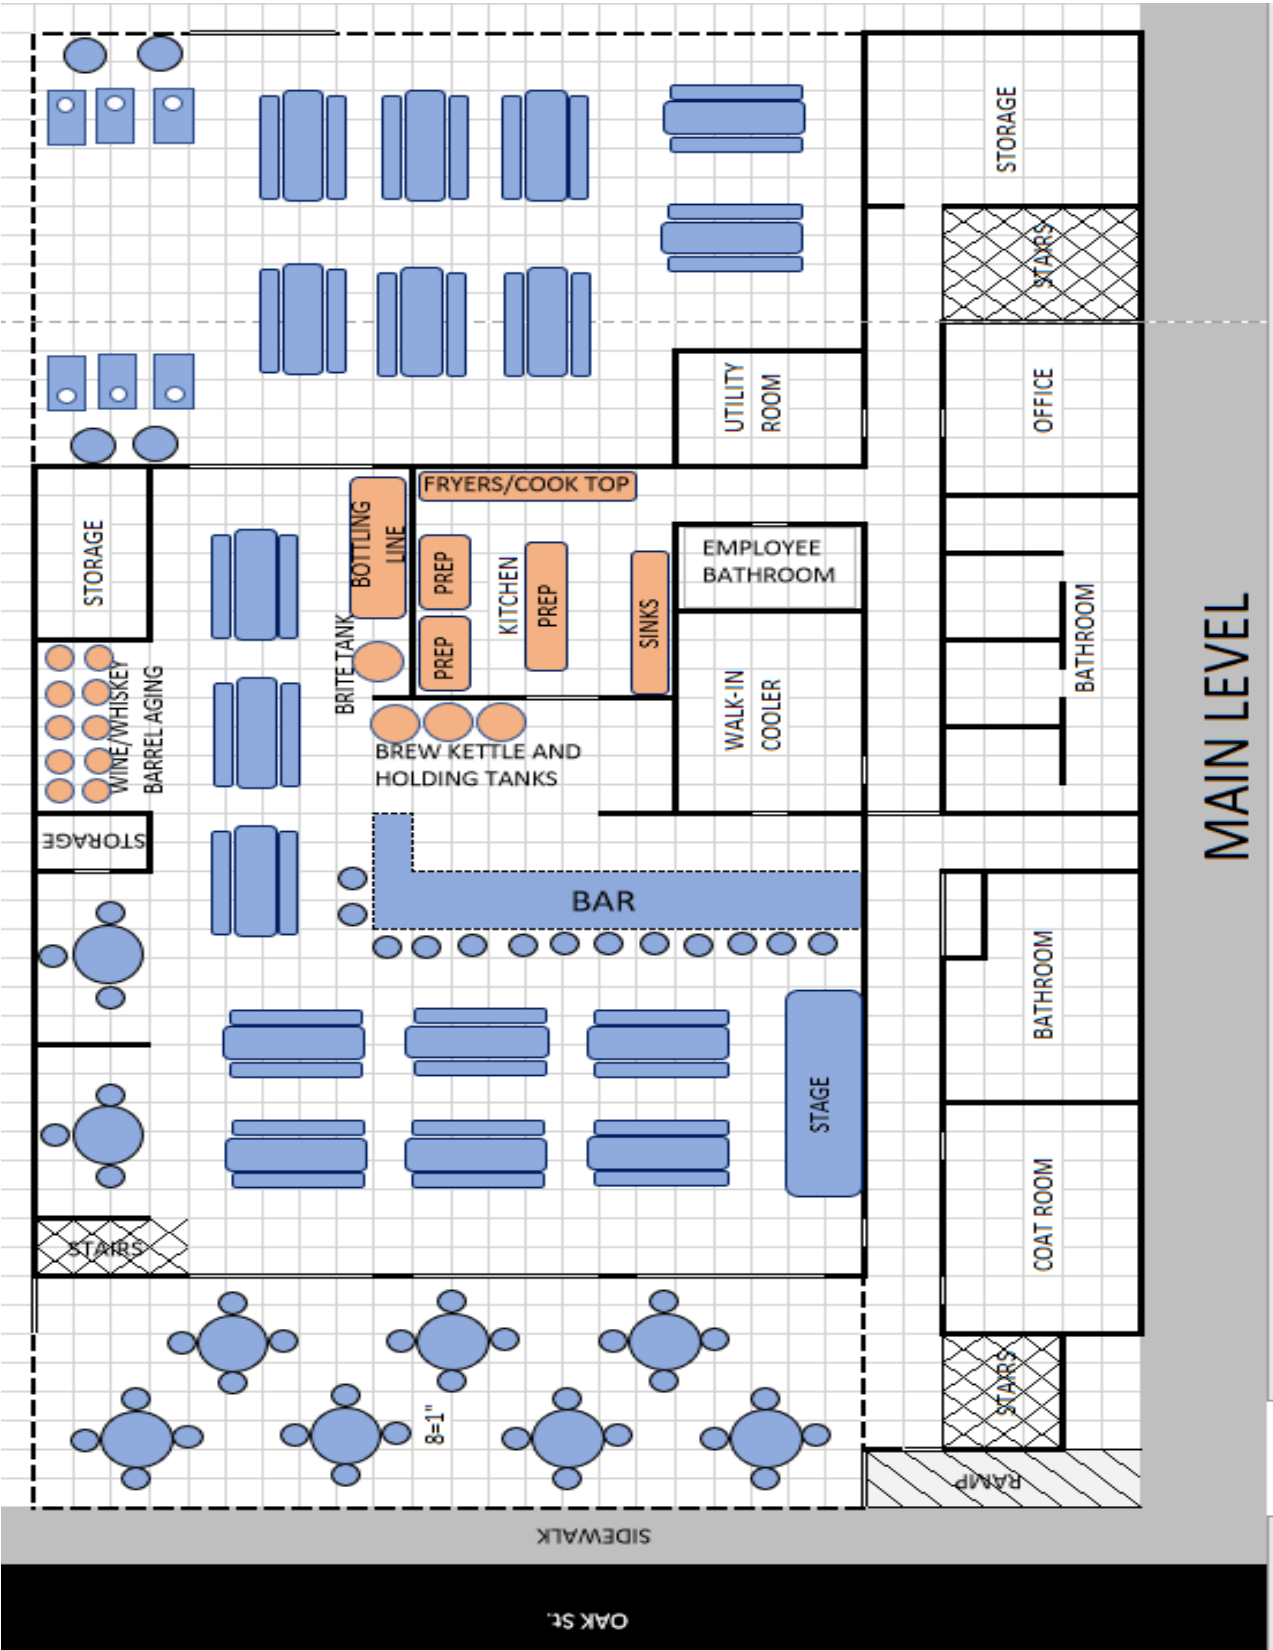 STORAGE
STAIRS
UTILITY
ROOM
OFFICE
FRYERS/COOK TOP
BOTTLING
LINE
STORAGE
PREP
KITCHEN
PREP
PREP
SINKS
EMPLOYEE
BATHROOM
BATHROOM
BRITE TANK
WINE/WHISKEY
BARREL AGING
WALK-IN
COOLER
BREW KETTLE AND
HOLDING TANKS
MAIN LEVEL
STORAGE
BAR
BATHROOM
STAGE
COAT ROOM
STAIRS
STAIRS
8=1"
RAMP
SIDEWALK
OAK St.